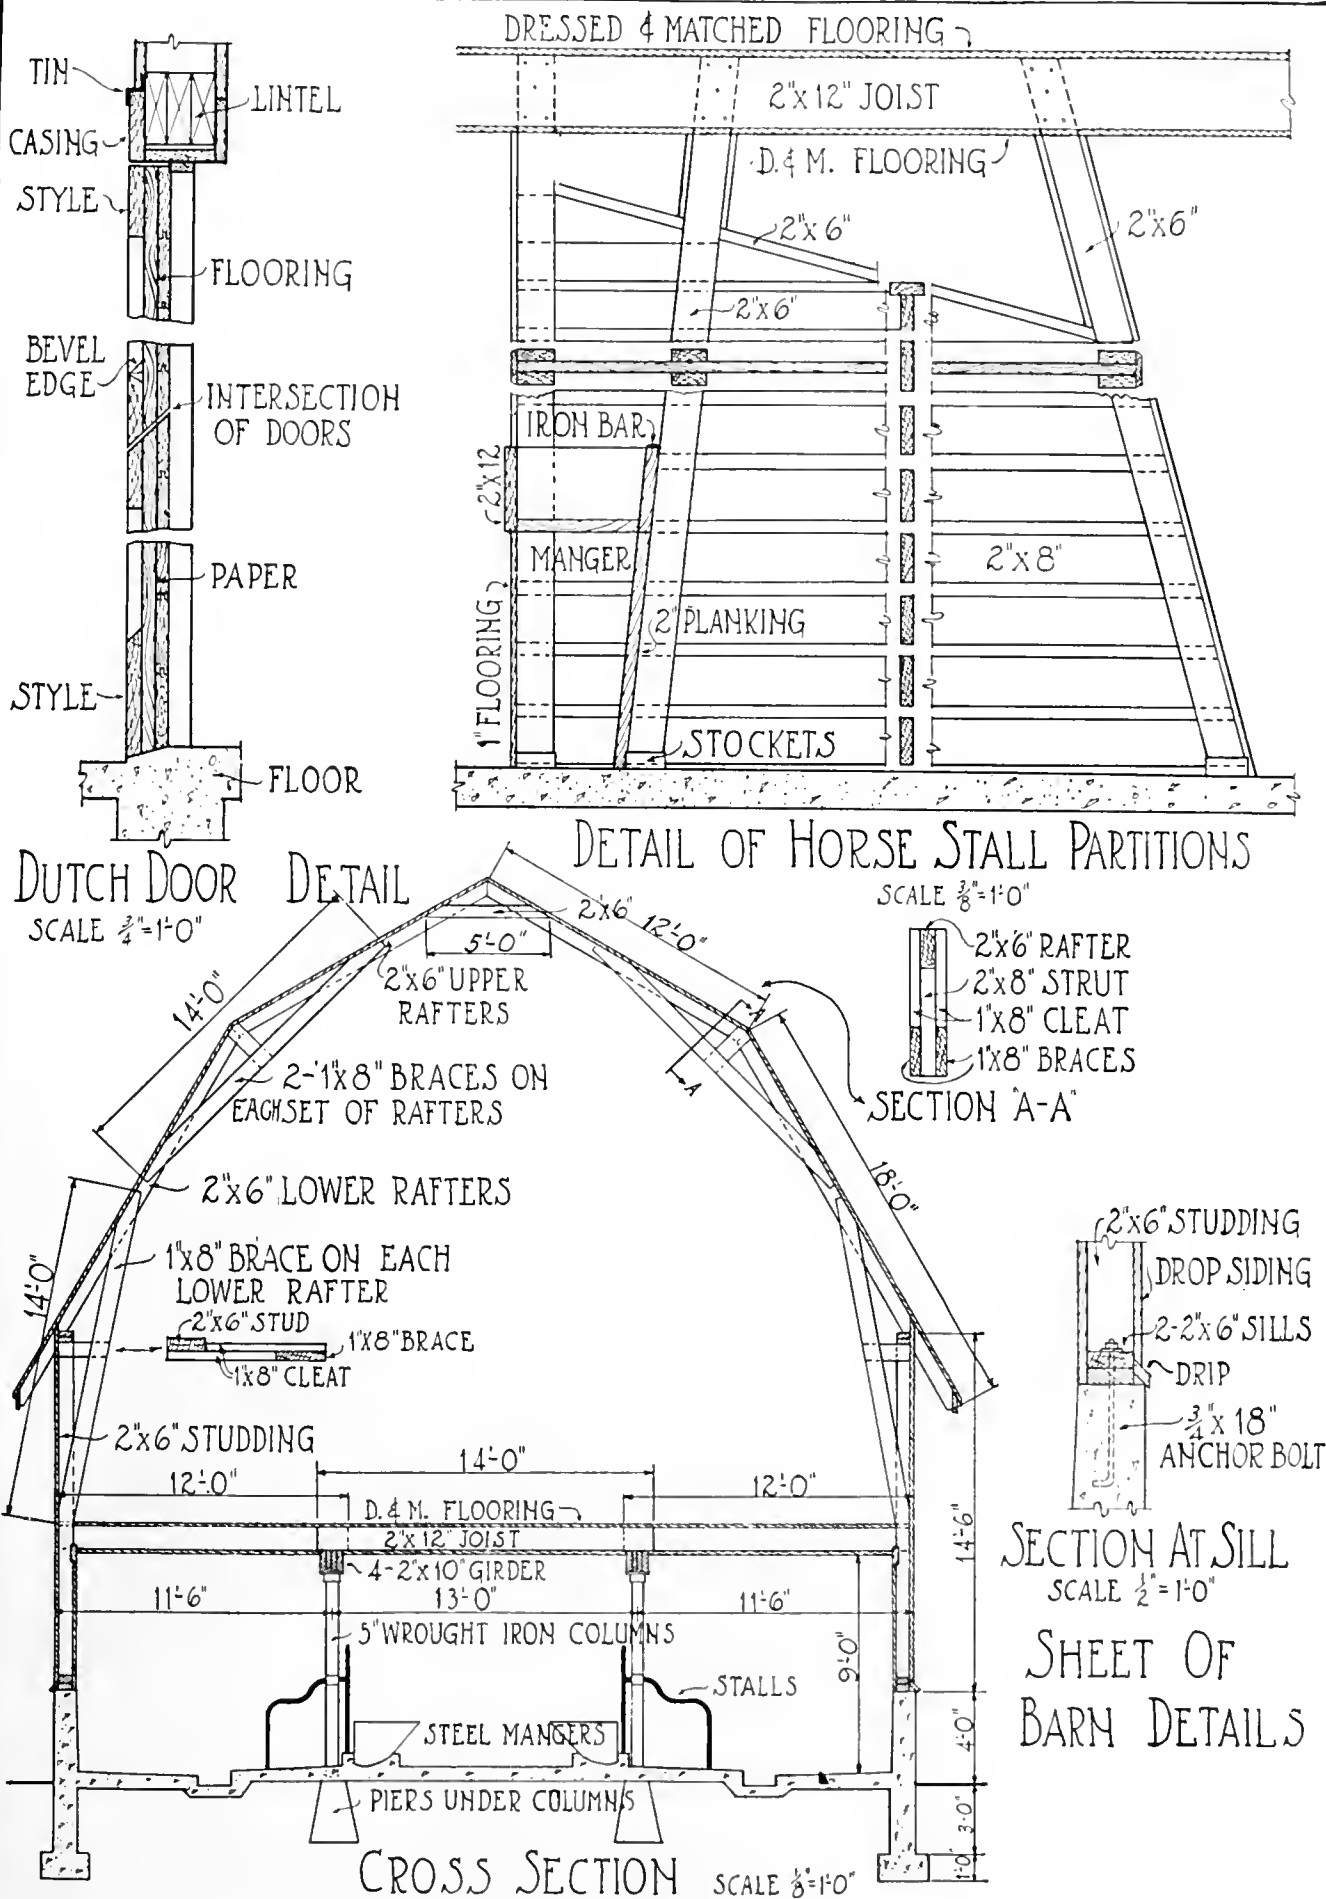 TIN
LINTEL
CASING
STYLE
FLOORING
BEVEL
EDGE
INTERSECTION
OF DOORS
PAPER
STYLE
FLOOR
DUTCH DOOR DETAIL
SCALE 3/4"=1'-0"
DRESSED & MATCHED FLOORING
2"x12" JOIST
D.& M. FLOORING
2"x6"
2"x6"
2"x6"
IRON BAR
2"x12
MANGER
2"x8"
1" FLOORING
2" PLANKING
STOCKETS
DETAIL OF HORSE STALL PARTITIONS
SCALE 3/8"=1'-0"
2"x6" RAFTER
2"x8" STRUT
1"x8" CLEAT
1"x8" BRACES
SECTION "A-A"
2"x6"
5'-0"
12'-0"
14'-0"
2"x6" UPPER
RAFTERS
A
A
2-1"x8" BRACES ON
EACH SET OF RAFTERS
18'-0"
2"x6" LOWER RAFTERS
14'-0"
1"x8" BRACE ON EACH
LOWER RAFTER
2"x6" STUD
1"x8" BRACE
1"x8" CLEAT
2"x6" STUDDING
14'-0"
12'-0"
12'-0"
D.& M. FLOORING
2"x12" JOIST
4-2"x10" GIRDER
11'-6"
13'-0"
11'-6"
5" WROUGHT IRON COLUMNS
9'-0"
14'-6"
STALLS
STEEL MANGERS
4'-0"
PIERS UNDER COLUMNS
3'-0"
1'-0"
CROSS SECTION SCALE 1/8"=1'-0"
2"x6" STUDDING
DROP SIDING
2-2"x6" SILLS
DRIP
3/4"x 18"
ANCHOR BOLT
SECTION AT SILL
SCALE 1/2"=1'-0"
SHEET OF
BARN DETAILS